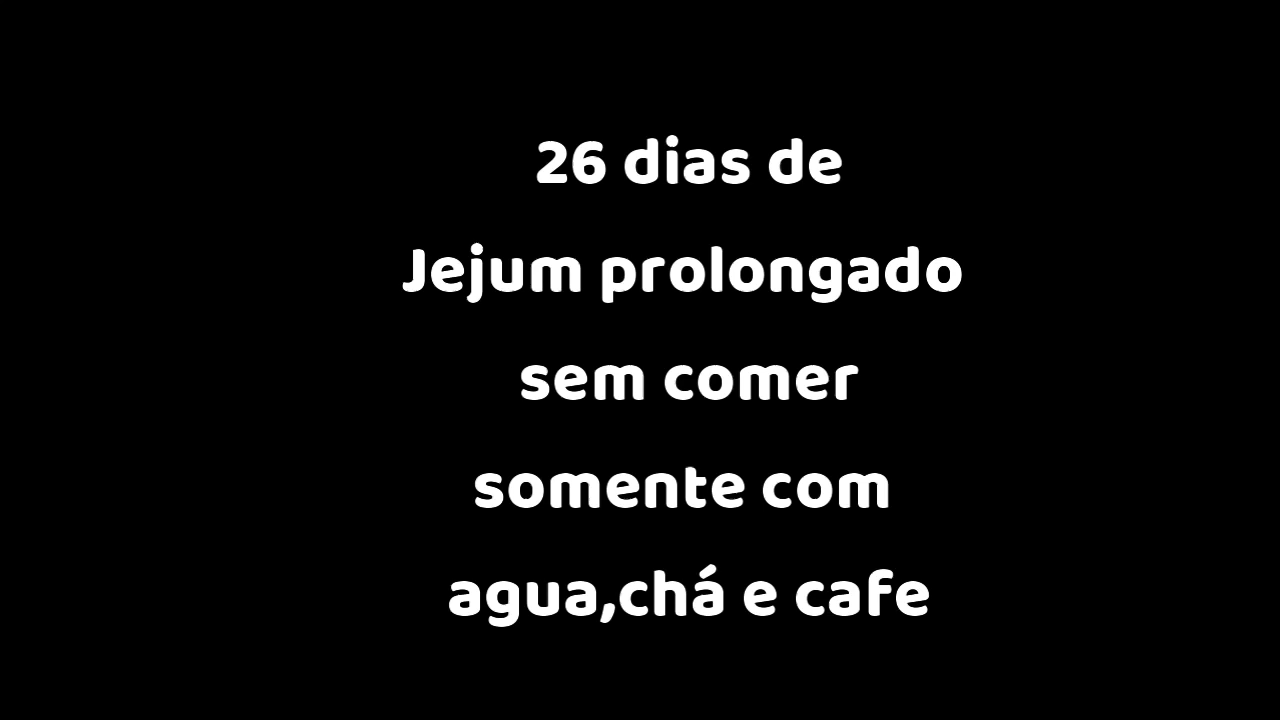 26 dias de
Jejum prolongado
sem comer
somente com
agua,chá e cafe